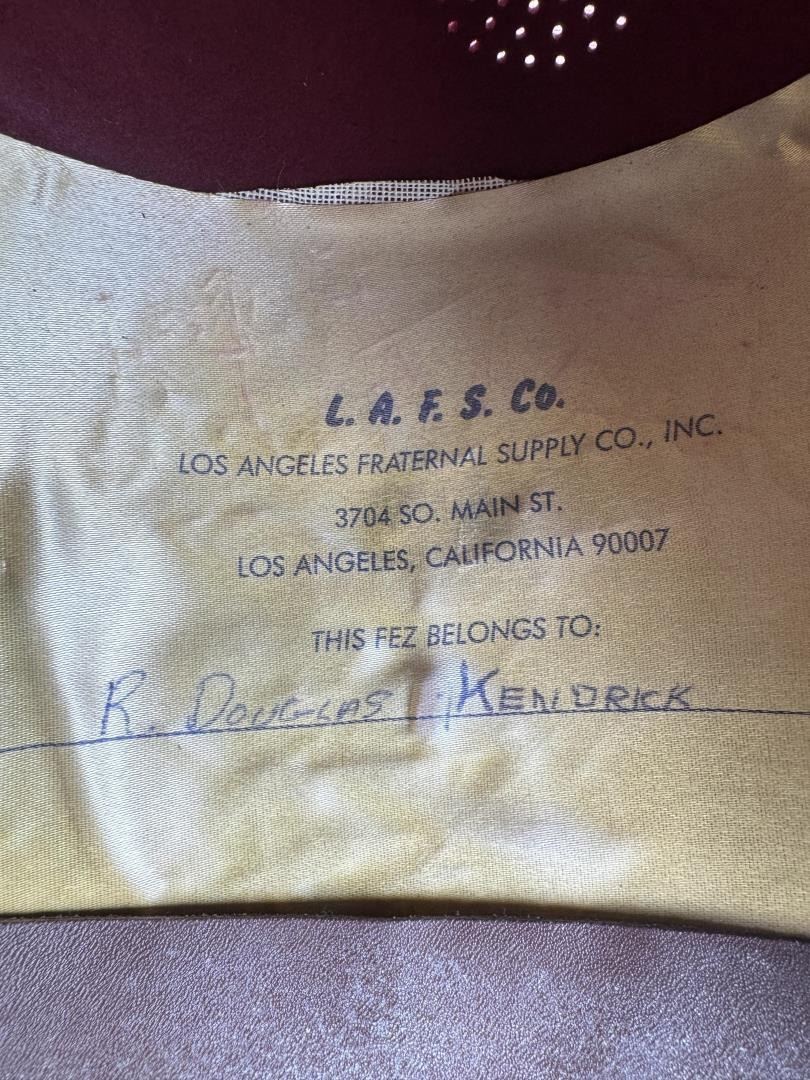 L. A. F. S. Co.
LOS ANGELES FRATERNAL SUPPLY CO., INC.
3704 SO. MAIN ST.
LOS ANGELES, CALIFORNIA 90007
THIS FEZ BELONGS TO:
R. DOUGLAS KENDRICK